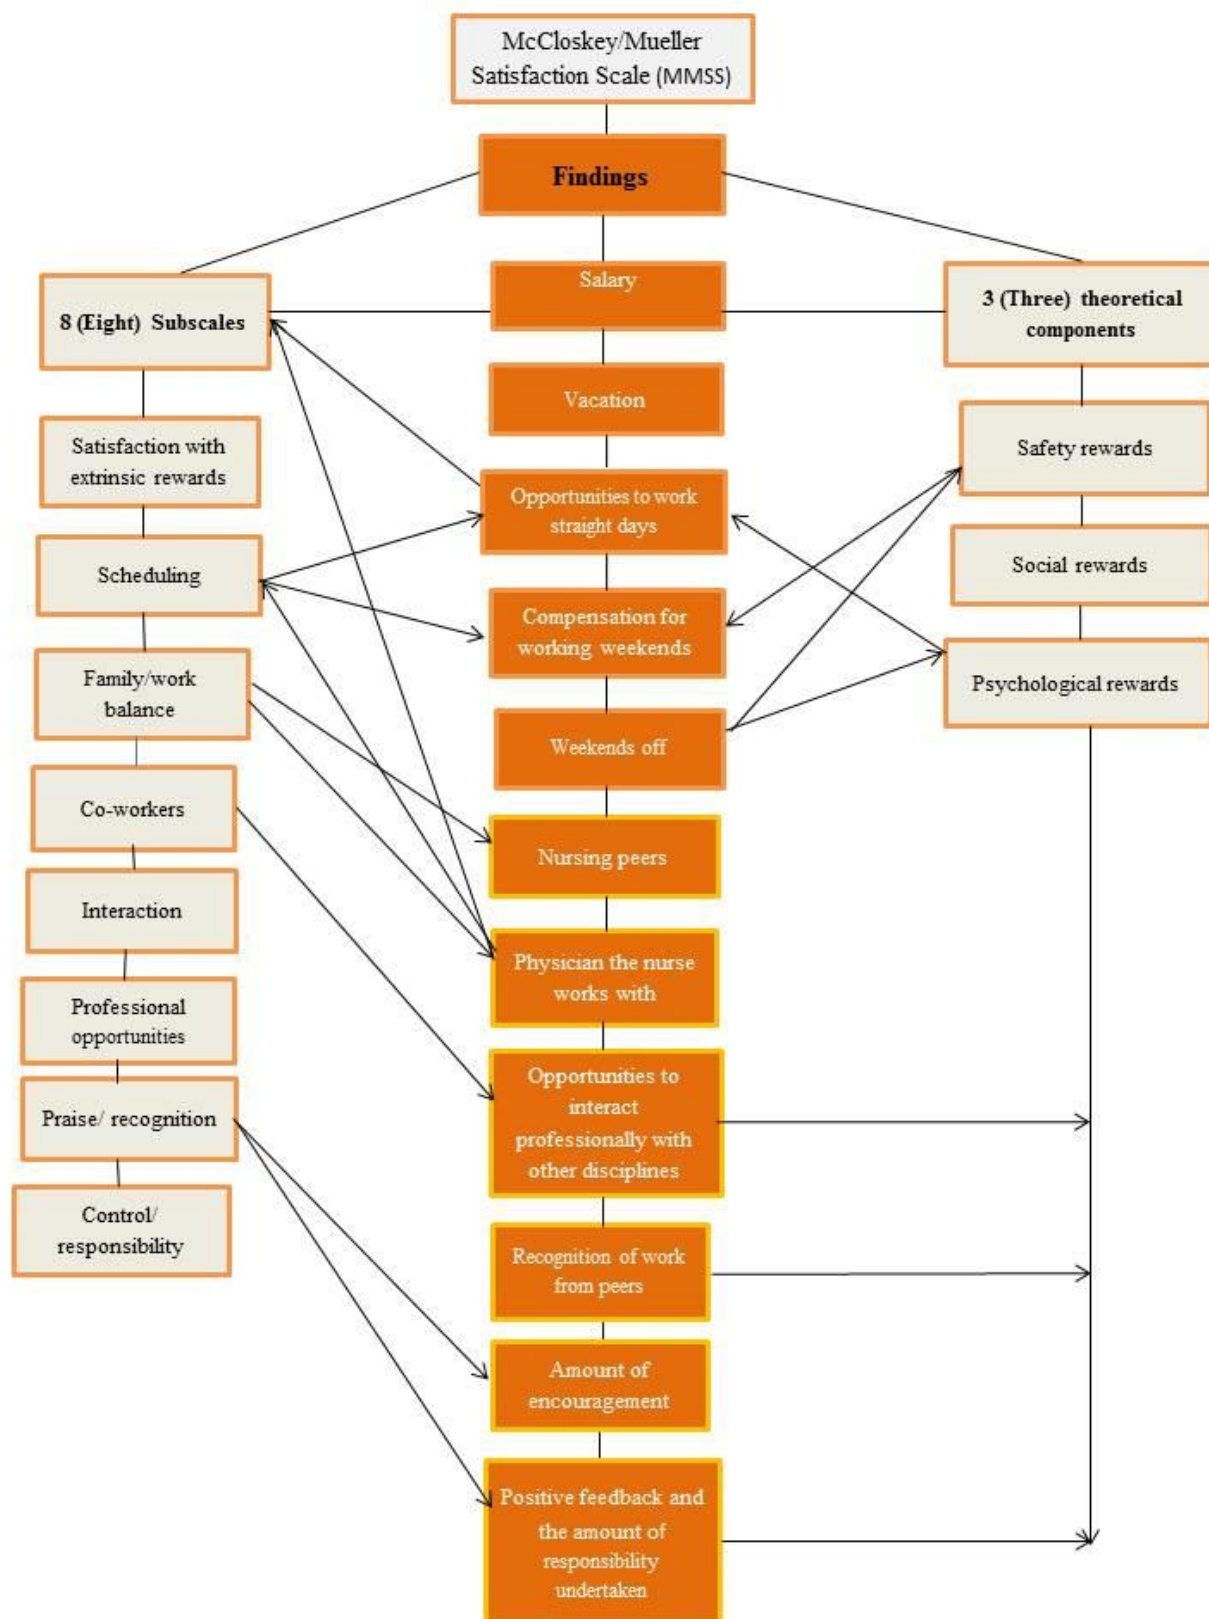 McCloskey/Mueller
Satisfaction Scale (MMSS)
Findings
8 (Eight) Subscales
Satisfaction with
extrinsic rewards
Scheduling
Family/work
balance
Co-workers
Interaction
Professional
opportunities
Praise/ recognition
Control/
responsibility
Salary
Vacation
Opportunities to work
straight days
Compensation for
working weekends
Weekends off
Nursing peers
Physician the nurse
works with
Opportunities to
interact
professionally with
other disciplines
Recognition of work
from peers
Amount of
encouragement
Positive feedback and
the amount of
responsibility
undertaken
3 (Three) theoretical
components
Safety rewards
Social rewards
Psychological rewards